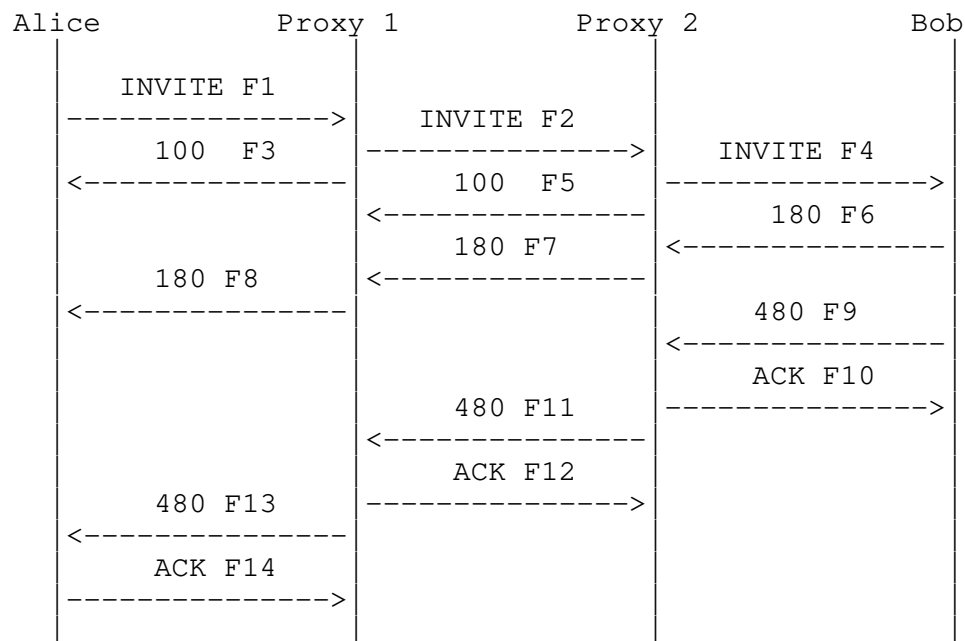 Alice Proxy 1 Proxy 2 Bob
INVITE F1
INVITE F2
100 F3
INVITE F4
100 F5
180 F6
180 F7
180 F8
480 F9
ACK F10
480 F11
ACK F12
480 F13
ACK F14